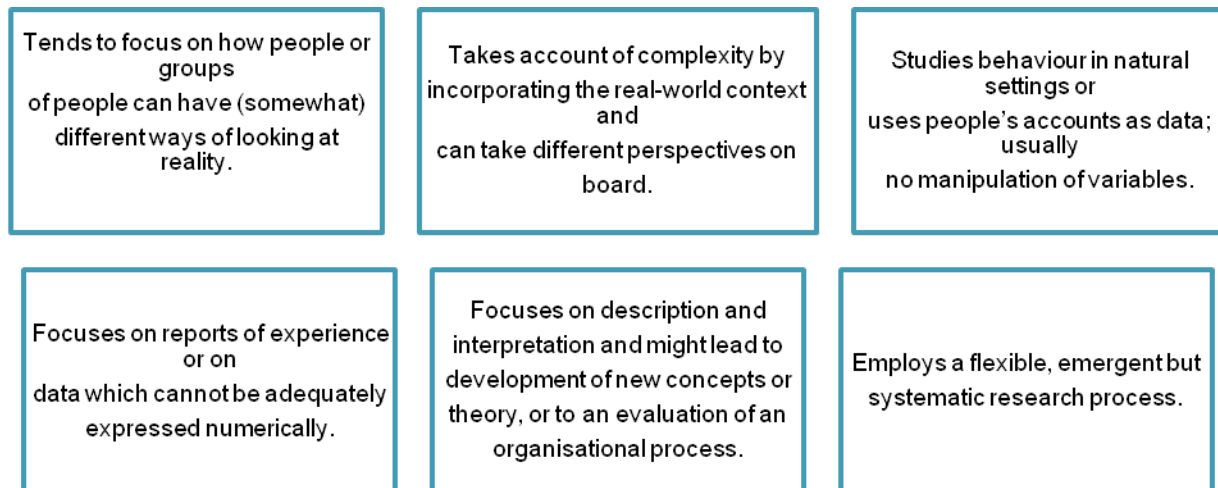 Tends to focus on how people or
groups
of people can have (somewhat)
different ways of looking at
reality.
Takes account of complexity by
incorporating the real-world context
and
can take different perspectives on
board.
Studies behaviour in natural
settings or
uses people's accounts as data;
usually
no manipulation of variables.
Focuses on reports of experience
or on
data which cannot be adequately
expressed numerically.
Focuses on description and
interpretation and might lead to
development of new concepts or
theory, or to an evaluation of an
organisational process.
Employs a flexible, emergent but
systematic research process.